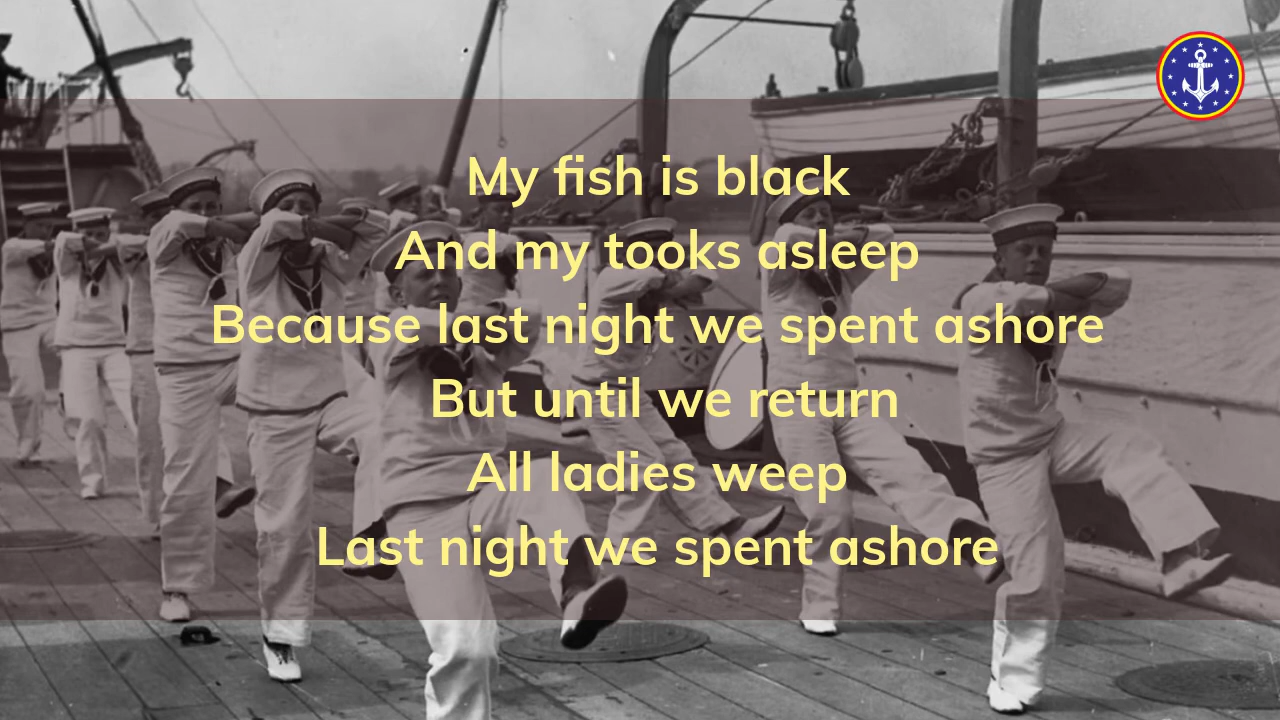 My fish is black
And my tooks asleep
Because last night we spent ashore
But until we return
All ladies weep
Last night we spent ashore